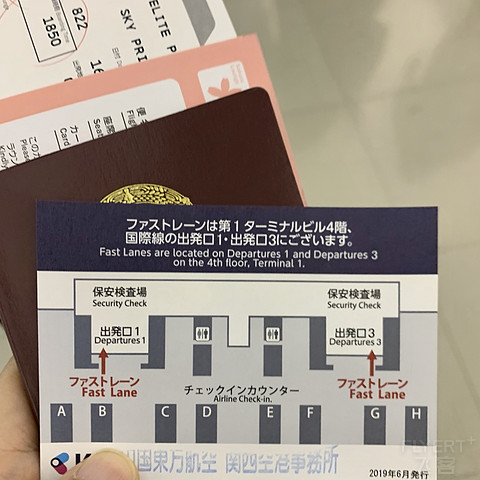 822
1850
ELITE P
SKY PRI
ファストレーンは第1ターミナルビル4階、
国際線の出発口1・出発口3にございます。
Fast Lanes are located on Departures 1 and Departures 3
on the 4th floor, Terminal 1.
保安検査場
Security Check
保安検査場
Security Check
出発口1
Departures 1
出発口3
Departures 3
ファストレーン
Fast Lane
ファストレーン
Fast Lane
チェックインカウンター
Airline Check-in.
A B C D E F G H
国東方航空 関西空港事務所
2019年6月発行
FLYERT